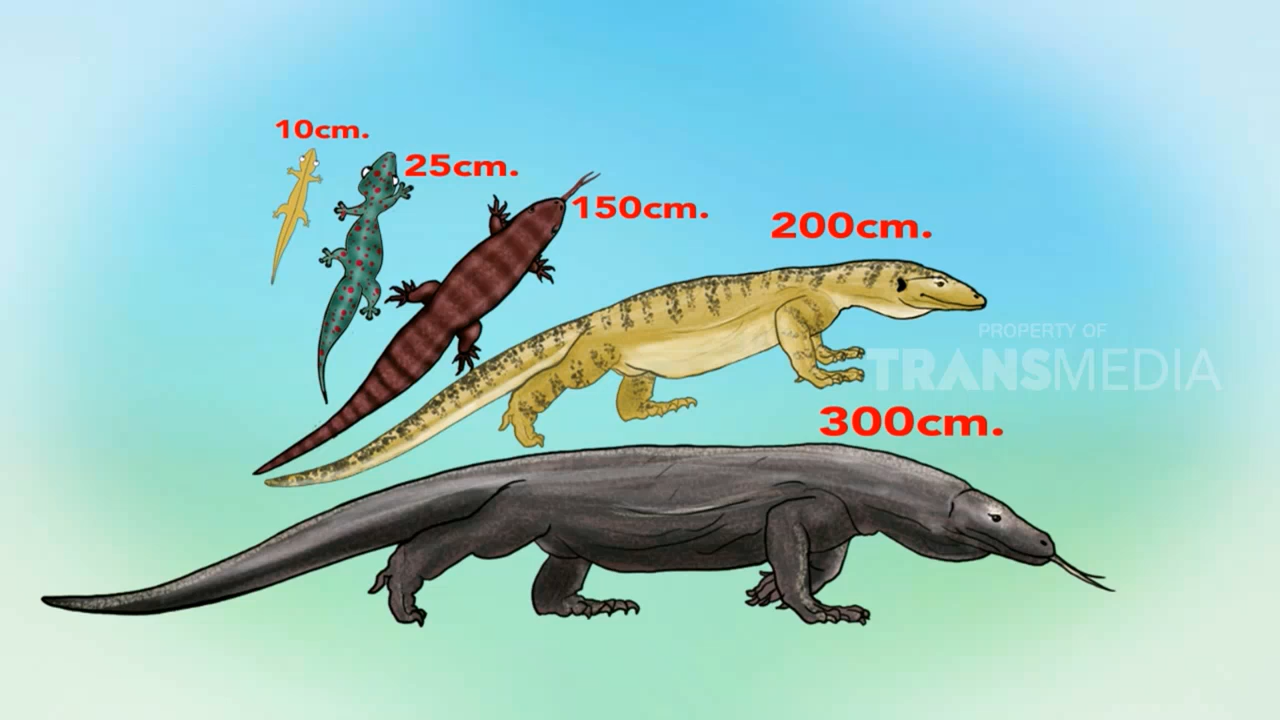 10cm.
25cm.
150cm.
200cm.
PROPERTY OF
TRANSMEDIA
300cm.